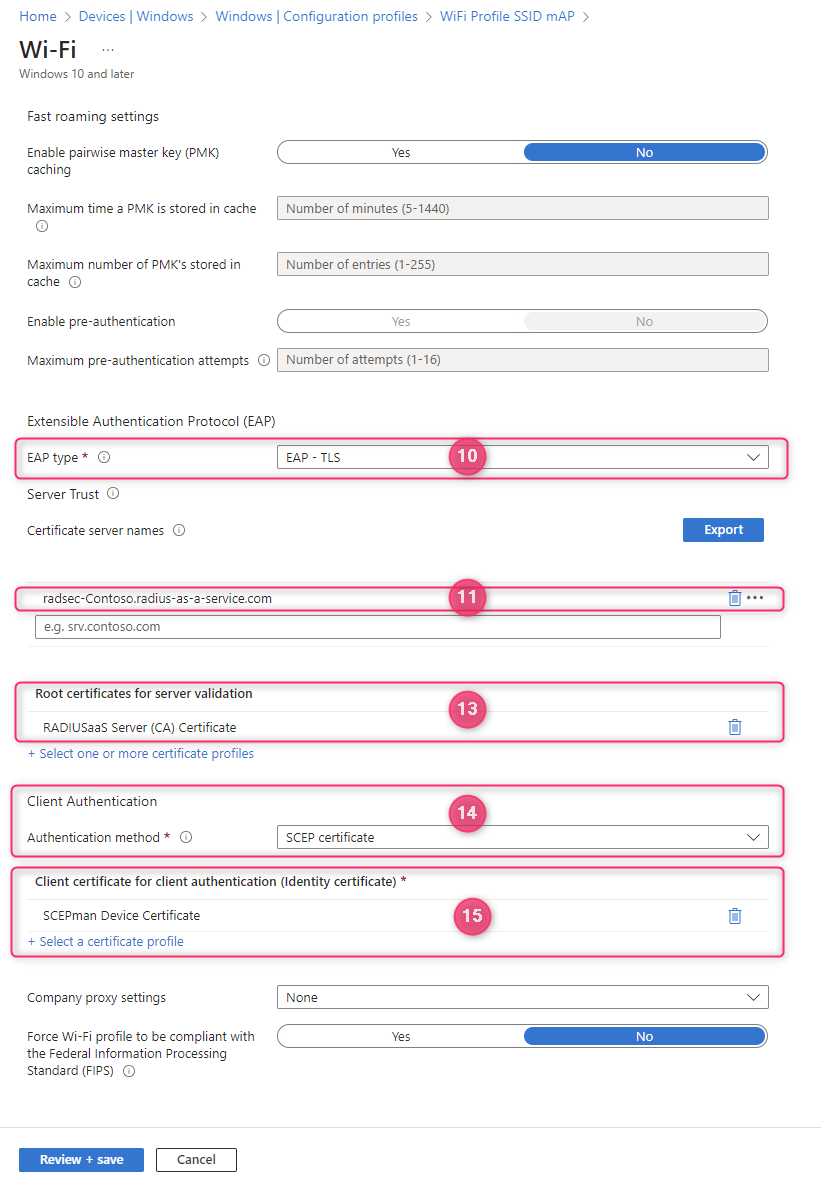 Home > Devices | Windows > Windows | Configuration profiles > WiFi Profile SSID mAP >
Wi-Fi ...
Windows 10 and later
Fast roaming settings
Enable pairwise master key (PMK) Yes No
caching
Maximum time a PMK is stored in cache Number of minutes (5-1440)
Maximum number of PMK's stored in Number of entries (1-255)
cache
Enable pre-authentication Yes No
Maximum pre-authentication attempts Number of attempts (1-16)
Extensible Authentication Protocol (EAP)
EAP type * EAP - TLS 10
Server Trust
Certificate server names Export
radsec-Contoso.radius-as-a-service.com 11 ...
e.g. srv.contoso.com
Root certificates for server validation 13
RADIUSaaS Server (CA) Certificate
+ Select one or more certificate profiles
Client Authentication 14
Authentication method * SCEP certificate
Client certificate for client authentication (Identity certificate) *
SCEPman Device Certificate 15
+ Select a certificate profile
Company proxy settings None
Force Wi-Fi profile to be compliant with Yes No
the Federal Information Processing
Standard (FIPS)
Review + save Cancel